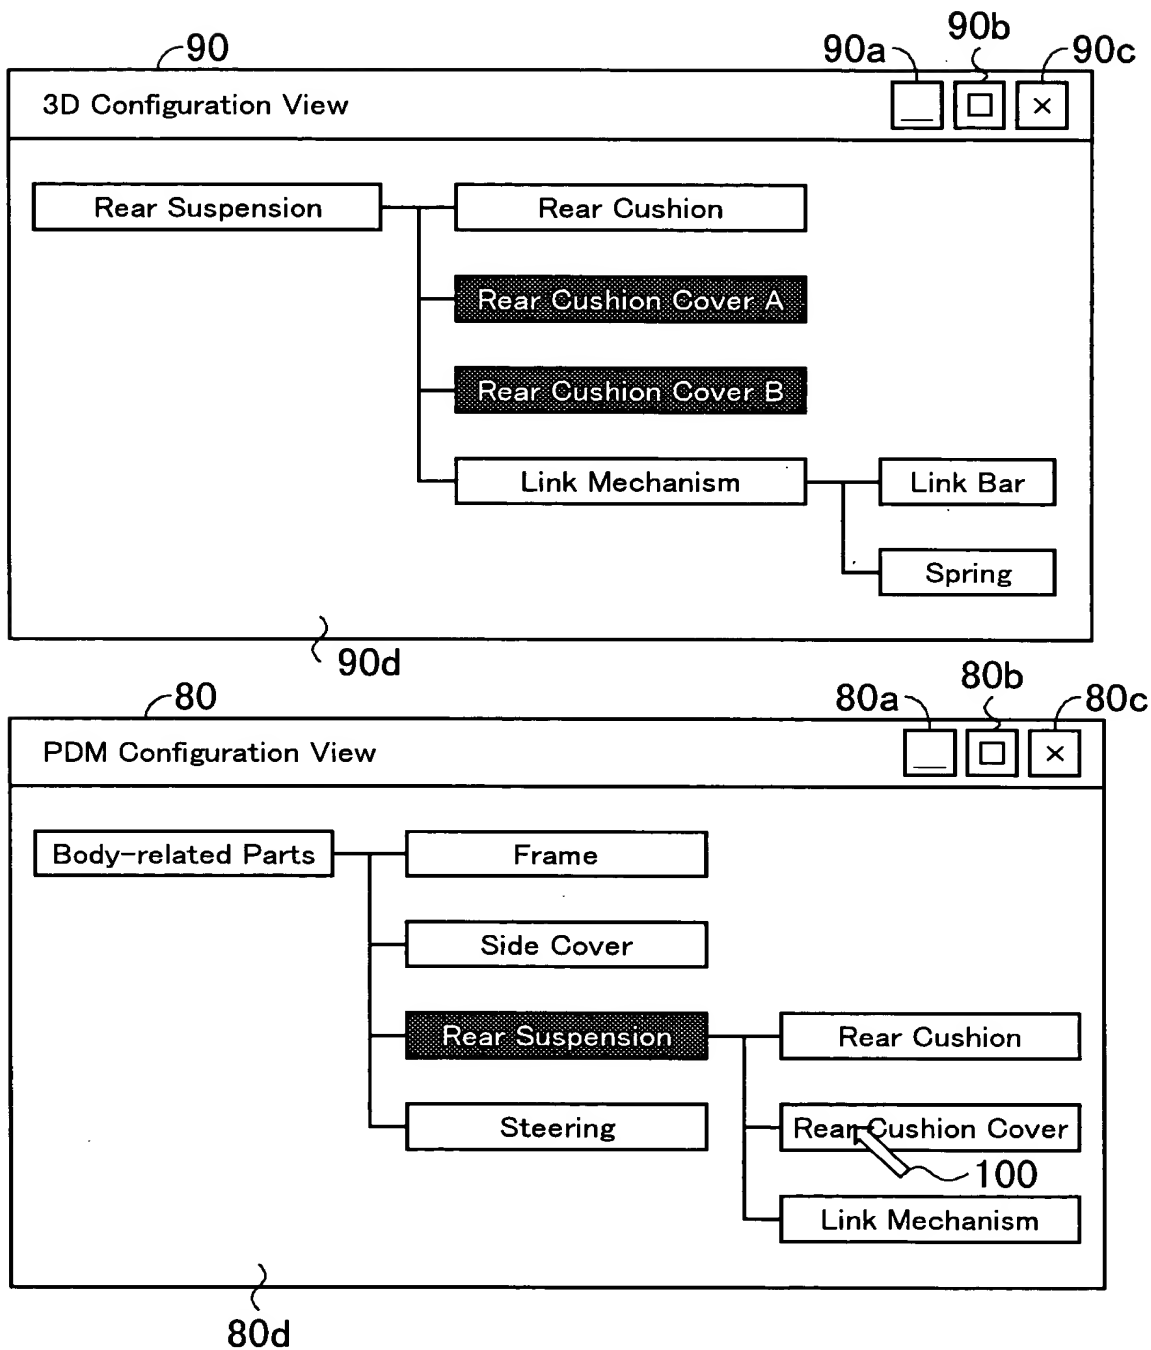 90
90a
90b
90c
3D Configuration View
Rear Suspension
Rear Cushion
Rear Cushion Cover A
Rear Cushion Cover B
Link Mechanism
Link Bar
Spring
90d
80
80a
80b
80c
PDM Configuration View
Body-related Parts
Frame
Side Cover
Rear Suspension
Rear Cushion
Steering
Rear Cushion Cover
100
Link Mechanism
80d